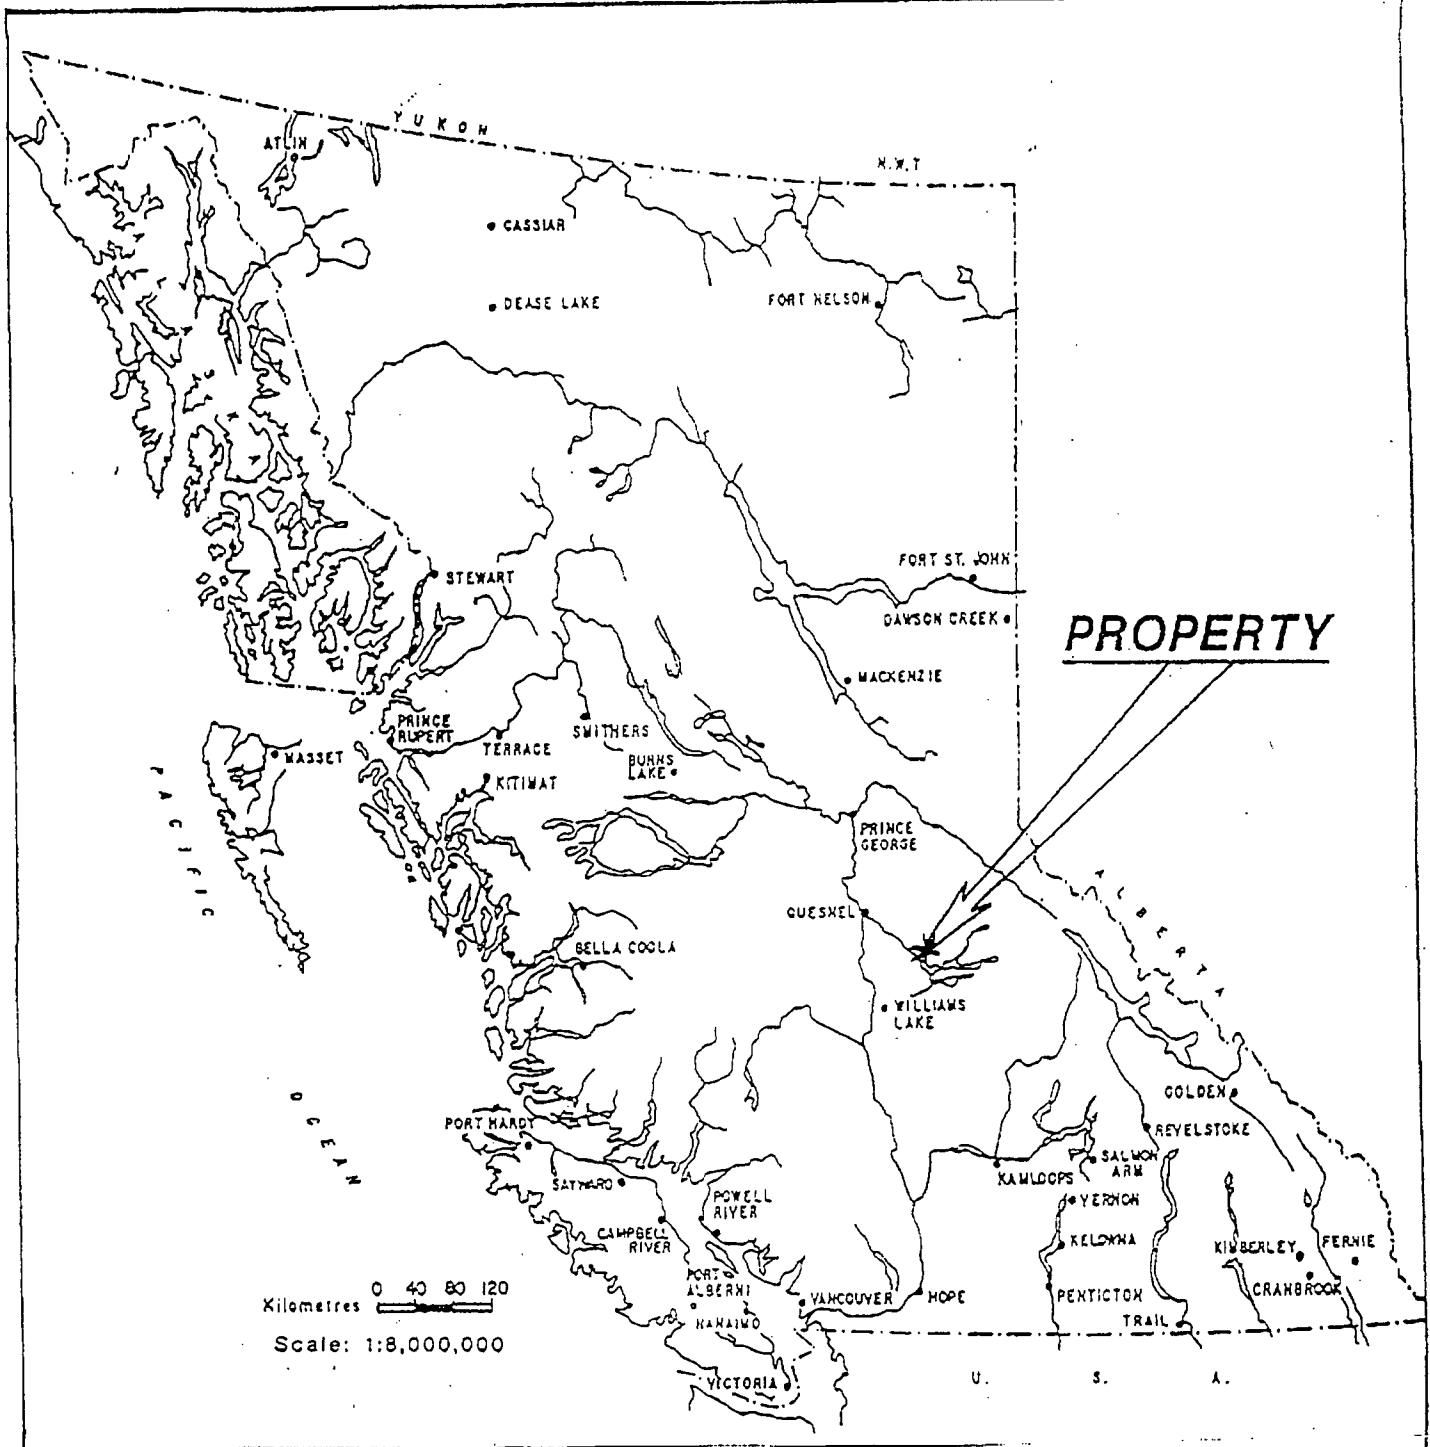 YUKON
N.W.T
ATLIN
CASSIAR
DEASE LAKE
FORT NELSON
ALASKA
STEWART
FORT ST. JOHN
DAWSON CREEK
PROPERTY
MACKENZIE
PRINCE
RUPERT
SMITHERS
TERRACE
MASSET
BURNS
LAKE
KITIMAT
PACIFIC
PRINCE
GEORGE
ALBERTA
QUESNEL
BELLA COOLA
WILLIAMS
LAKE
OCEAN
GOLDEN
PORT HARDY
REVELSTOKE
SALMON
ARM
KAMLOOPS
SAYWARD
POWELL
RIVER
VERNON
CAMPBELL
RIVER
KELOWNA
KIMBERLEY
FERNIE
PORT
ALBERNI
0 40 80 120
Kilometres
VANCOUVER
HOPE
PENTICTON
CRANBROOK
NANAIMO
TRAIL
Scale: 1:8,000,000
VICTORIA
U. S. A.